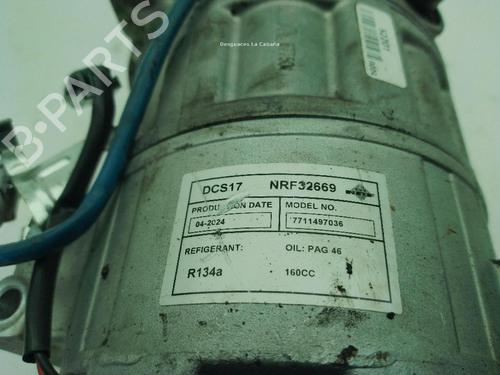 Desguaces La Cabaña
B-PARTS
DCS17 NRF32669
PRODUCTION DATE MODEL NO.
04-2024 7711497036
REFIGERANT: OIL: PAG 46
R134a 160CC